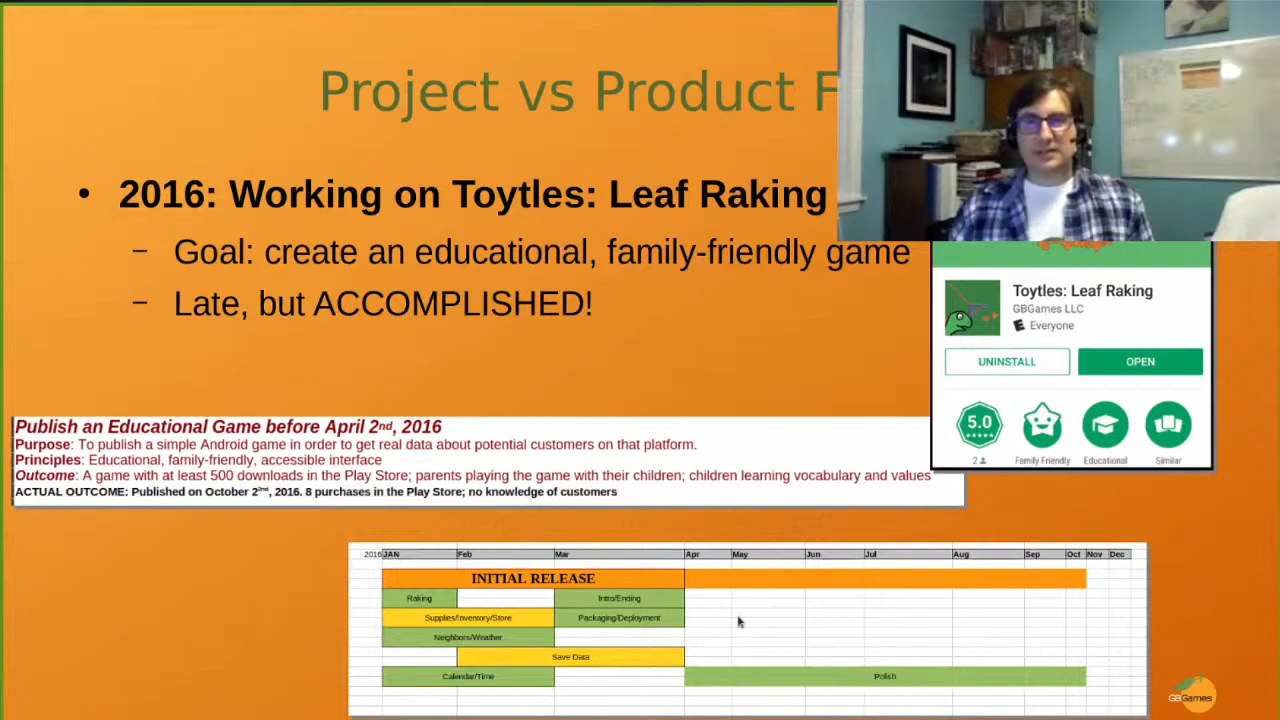 Project vs Product F
• 2016: Working on Toytles: Leaf Raking
– Goal: create an educational, family-friendly game
– Late, but ACCOMPLISHED!
Toytles: Leaf Raking
GBGames LLC
E Everyone
UNINSTALL
OPEN
5.0
2
Family Friendly
Educational
Similar
Publish an Educational Game before April 2nd, 2016
Purpose: To publish a simple Android game in order to get real data about potential customers on that platform.
Principles: Educational, family-friendly, accessible interface
Outcome: A game with at least 500 downloads in the Play Store; parents playing the game with their children; children learning vocabulary and values
ACTUAL OUTCOME: Published on October 2nd, 2016. 8 purchases in the Play Store; no knowledge of customers
2016 JAN Feb Mar Apr May Jun Jul Aug Sep Oct Nov Dec
INITIAL RELEASE
Raking Intro/Ending
Supplies/Inventory/Store Packaging/Deployment
Neighbors/Weather
Save Data
Calendar/Time Polish
GBGames